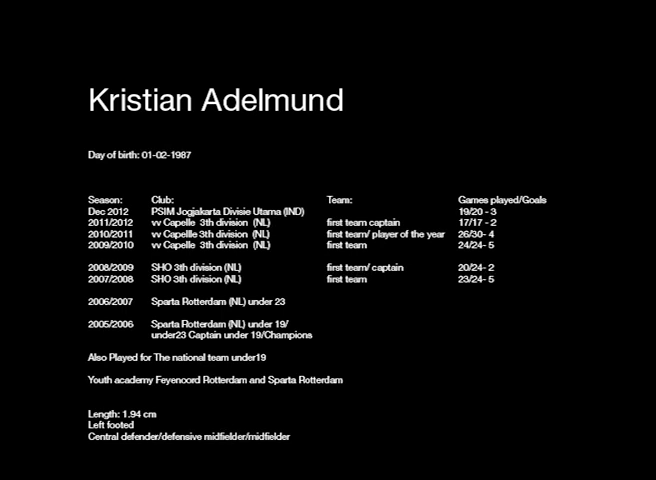 Kristian Adelmund
Day of birth: 01-02-1987
Season: Club: Team: Games played/Goals
Dec 2012 PSIM Jogjakarta Divisie Utama (IND) 19/20 - 3
2011/2012 vv Capelle 3th division (NL) first team captain 17/17 - 2
2010/2011 vv Capellle 3th division (NL) first team/ player of the year 26/30- 4
2009/2010 vv Capelle 3th division (NL) first team 24/24- 5
2008/2009 SHO 3th division (NL) first team/ captain 20/24- 2
2007/2008 SHO 3th division (NL) first team 23/24- 5
2006/2007 Sparta Rotterdam (NL) under 23
2005/2006 Sparta Rotterdam (NL) under 19/
under23 Captain under 19/Champions
Also Played for The national team under19
Youth academy Feyenoord Rotterdam and Sparta Rotterdam
Length: 1.94 cm
Left footed
Central defender/defensive midfielder/midfielder